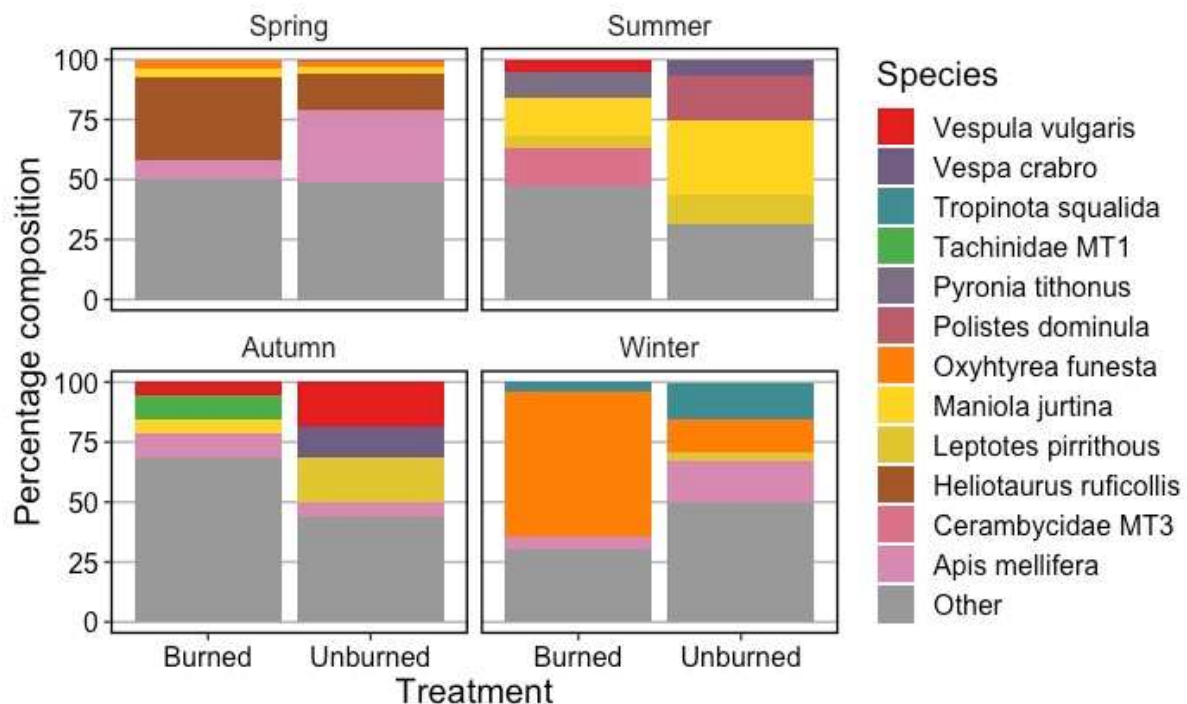 Spring
Summer
100
75
50
25
0
Autumn
Winter
100
75
50
25
0
Burned
Unburned
Burned
Unburned
Treatment
Percentage composition
Species
Vespula vulgaris
Vespa crabro
Tropinota squalida
Tachinidae MT1
Pyronia tithonus
Polistes dominula
Oxyhtyrea funesta
Maniola jurtina
Leptotes pirrithous
Heliotaurus ruficollis
Cerambycidae MT3
Apis mellifera
Other